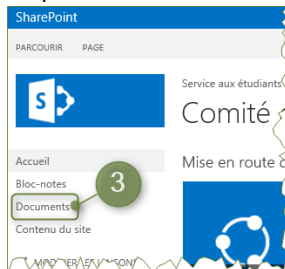 SharePoint
PARCOURIR PAGE
S
Service aux étudiants
Comité
Accueil
Mise en route
Bloc-notes
3
Documents
Contenu du site